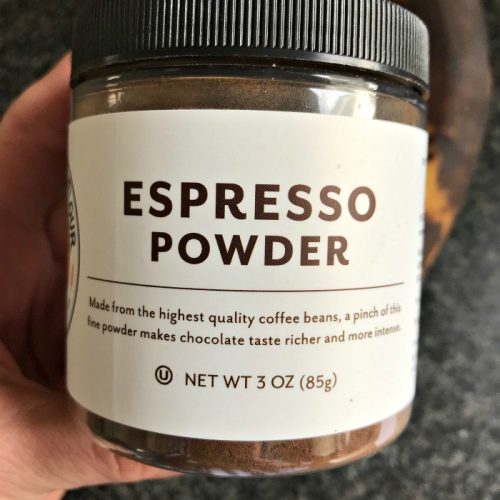 ESPRESSO
POWDER
Made from the highest quality coffee beans, a pinch of this
fine powder makes chocolate taste richer and more intense.
Ⓤ NET WT 3 OZ (85g)